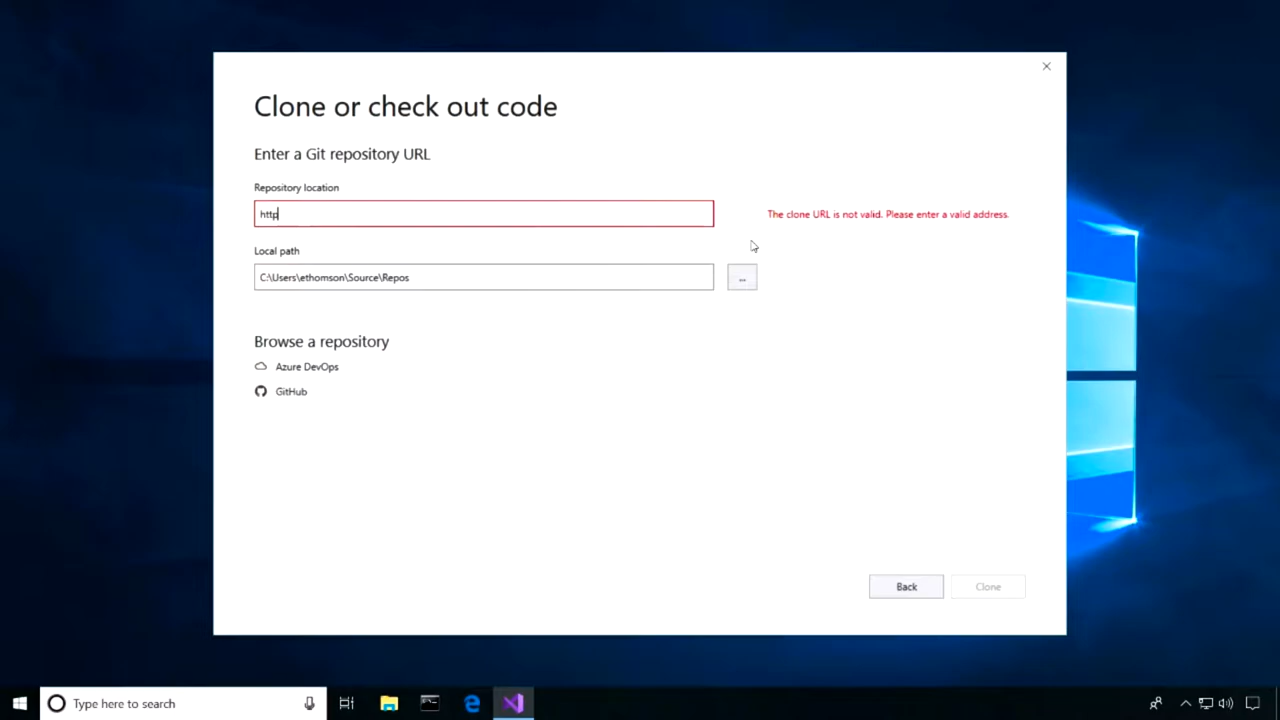 Clone or check out code
Enter a Git repository URL
Repository location
http
The clone URL is not valid. Please enter a valid address.
Local path
C:\Users\ethomson\Source\Repos
...
Browse a repository
Azure DevOps
GitHub
Back
Clone
Type here to search